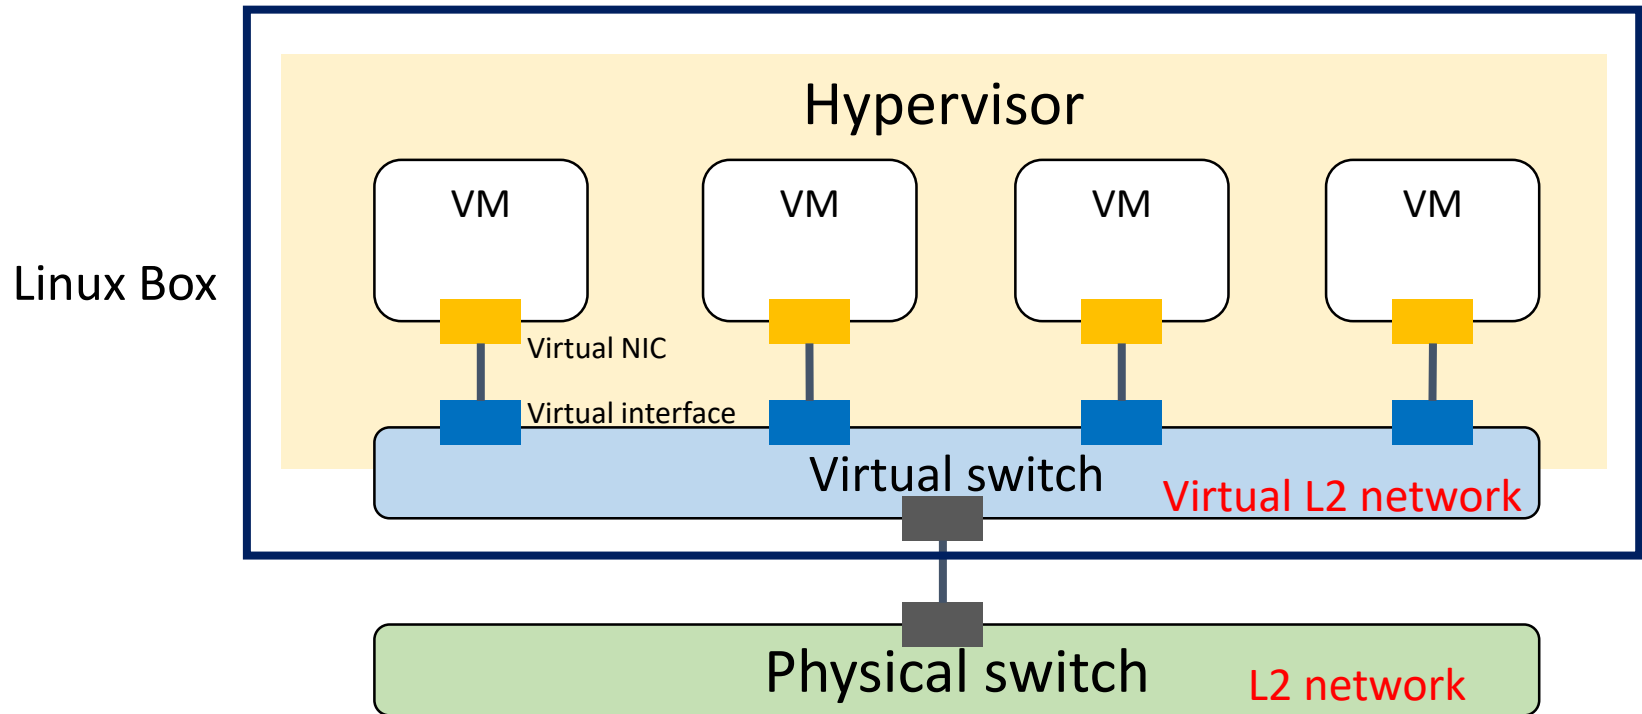 Hypervisor
VM
VM
VM
VM
Linux Box
Virtual NIC
Virtual interface
Virtual switch
Virtual L2 network
Physical switch
L2 network